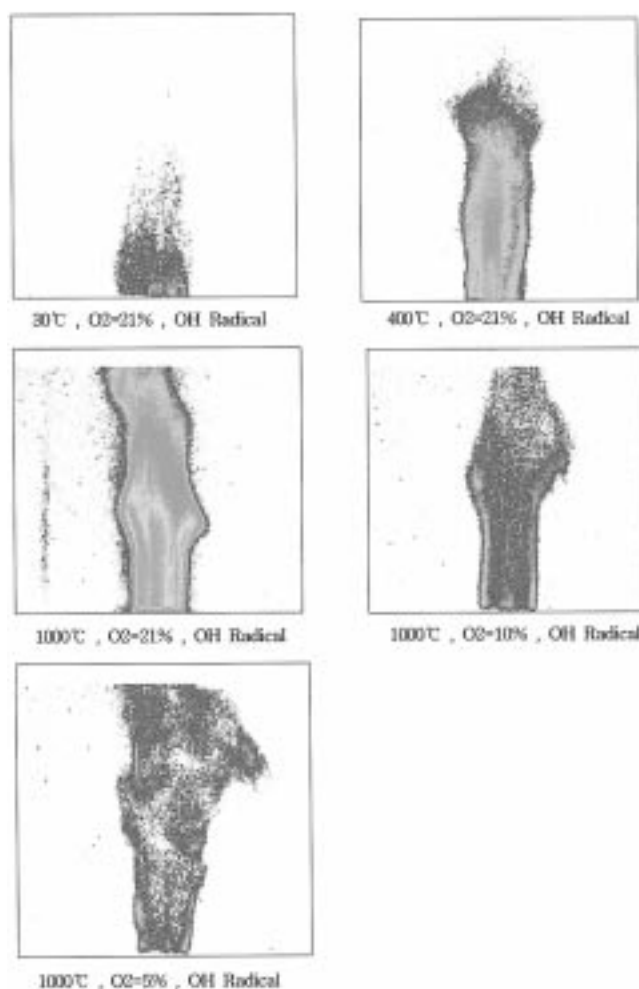 30℃ , O2=21% , OH Radical
400℃ , O2=21% , OH Radical
1000℃ , O2=21% , OH Radical
1000℃ , O2=10% , OH Radical
1000℃ , O2=5% , OH Radical